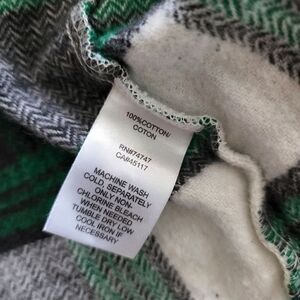 100%COTTON/
COTON
RN#74747
CA#45117
MACHINE WASH
COLD, SEPARATELY
ONLY NON-
CHLORINE BLEACH
WHEN NEEDED
TUMBLE DRY LOW
COOL IRON IF
NECESSARY